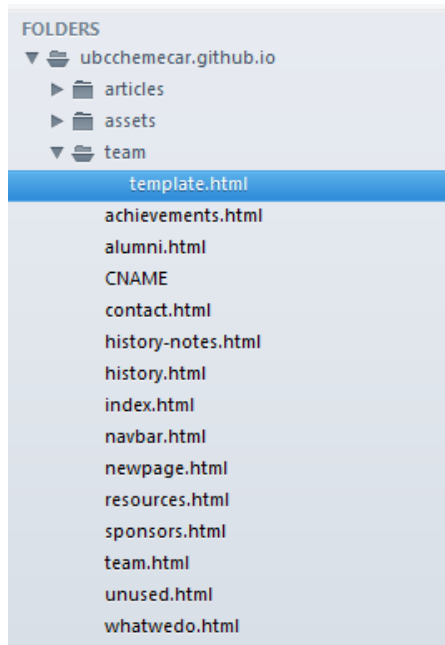 FOLDERS
ubcchemecar.github.io
articles
assets
team
template.html
achievements.html
alumni.html
CNAME
contact.html
history-notes.html
history.html
index.html
navbar.html
newpage.html
resources.html
sponsors.html
team.html
unused.html
whatwedo.html